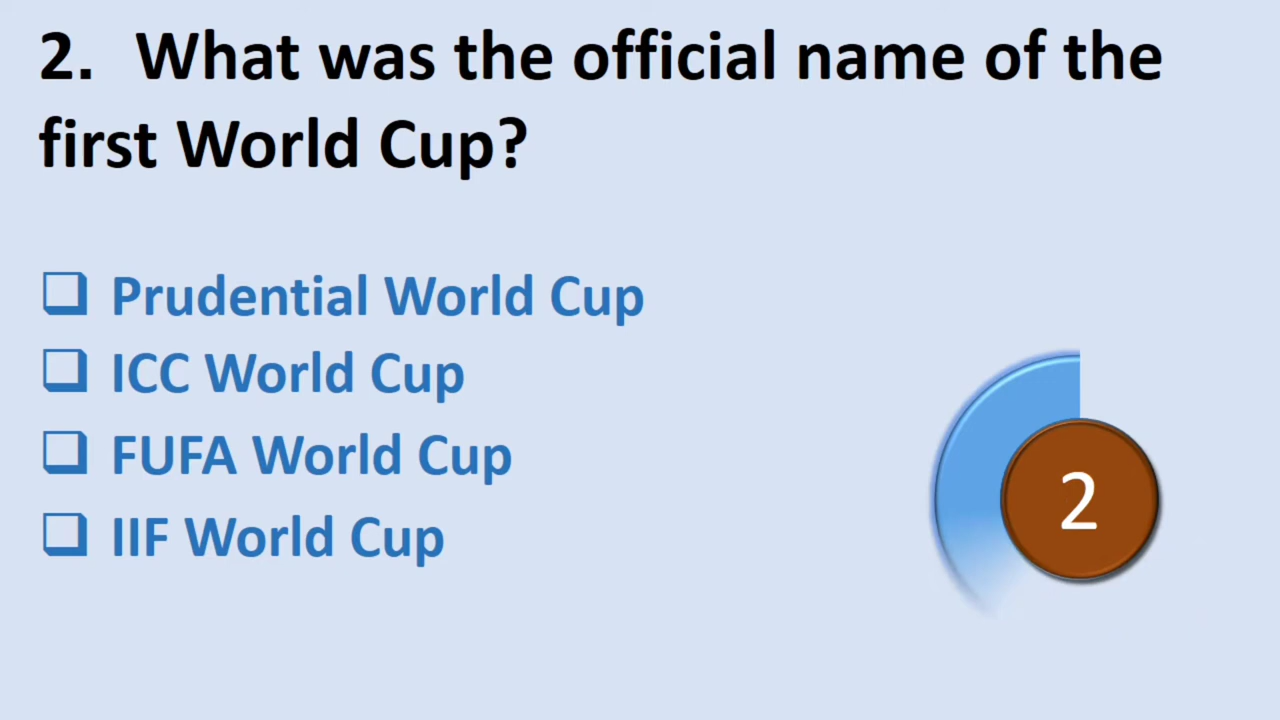 2. What was the official name of the
first World Cup?
Prudential World Cup
ICC World Cup
FUFA World Cup
IIF World Cup
2